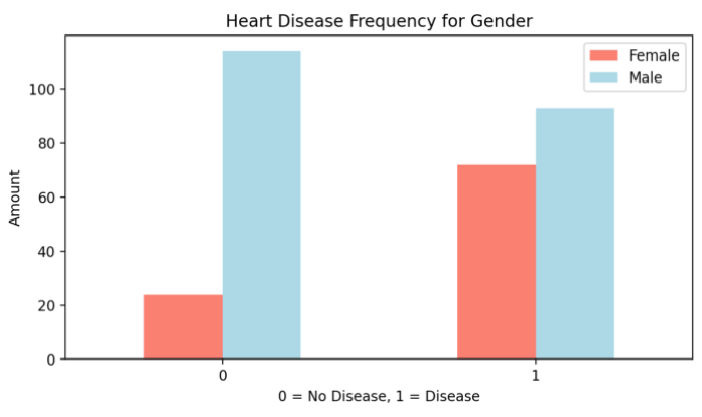 Heart Disease Frequency for Gender
Female
Male
Amount
100
80
60
40
20
0
0 1
0 = No Disease, 1 = Disease